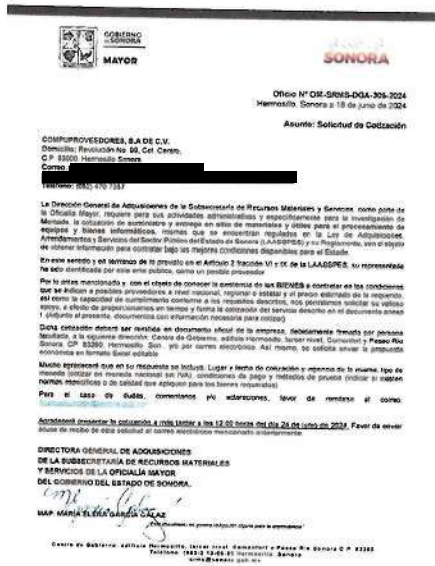 GOBIERNO
DE SONORA
MAYOR
SONORA
Oficio N° OM-SRMS-DGA-306-2024
Hermosillo, Sonora a 18 de junio de 2024
Asunto: Solicitud de Cotización
COMPUPROVEEDORES, S.A DE C.V.
Domicilio: Revolución No. 90, Col. Centro,
C.P. 83000. Hermosillo Sonora
Correo:
Teléfono:
La Dirección General de Adquisiciones de la Subsecretaría de Recursos Materiales y Servicios, como parte de
la Oficialía Mayor, requiere para sus actividades administrativas y específicamente para la Investigación de
Mercado, la cotización de suministro y entrega en sitio de materiales y útiles para el procesamiento de
equipos y bienes informáticos, mismas que se encuentran regulados en la Ley de Adquisiciones,
Arrendamientos y Servicios del Sector Público del Estado de Sonora (LAASSPES) y su Reglamento, con el objeto
de obtener información para contratar bajo las mejores condiciones disponibles para el Estado.
En este sentido y en términos de lo previsto en el Artículo 2 fracción VI y IX de la LAASSPES, su representada
ha sido identificada por este ente público, como un posible proveedor
Por lo antes mencionado y con el objeto de conocer la existencia de los BIENES a contratar en las condiciones
que se indican a posibles proveedores a nivel nacional, regional o estatal y el precio estimado de lo requerido,
así como la capacidad de cumplimiento conforme a los requisitos descritos, nos permitimos solicitar su valioso
apoyo, a efecto de proporcionarnos en tiempo y forma la cotización del servicio descrito en el documento anexo
1 (Adjunto al presente, documentos con información necesaria para cotizar)
Dicha cotización deberá ser remitida en documento oficial de la empresa, debidamente firmada por persona
facultada, a la siguiente dirección: Centro de Gobierno, edificio Hermosillo, tercer nivel, Comonfort y Paseo Río
Sonora, CP 83280, Hermosillo, Son. y/o por correo electrónico. Así mismo, se solicita enviar la propuesta
económica en formato Excel editable
Mucho apreciaré que en su respuesta se incluya: Lugar y fecha de cotización y vigencia de la misma, tipo de
moneda (cotizar en moneda nacional sin IVA), condiciones de pago y métodos de prueba (indicar si existen
normas específicas o de calidad que apliquen para los bienes requeridos)
Para el caso de dudas, comentarios y/o aclaraciones, favor de remitirse al correo
Agradeceré presentar la cotización a más tardar a las 12:00 horas del día 24 de junio de 2024. Favor de enviar
acuse de recibo de esta solicitud al correo electrónico mencionado anteriormente.
DIRECTORA GENERAL DE ADQUISICIONES
DE LA SUBSECRETARÍA DE RECURSOS MATERIALES
Y SERVICIOS DE LA OFICIALÍA MAYOR
DEL GOBIERNO DEL ESTADO DE SONORA.
MAP. MARÍA ELENA GARCÍA GALAZ
Centro de Gobierno, edificio Hermosillo, tercer nivel, Comonfort y Paseo Río Sonora C.P. 83280
Hermosillo, Sonora